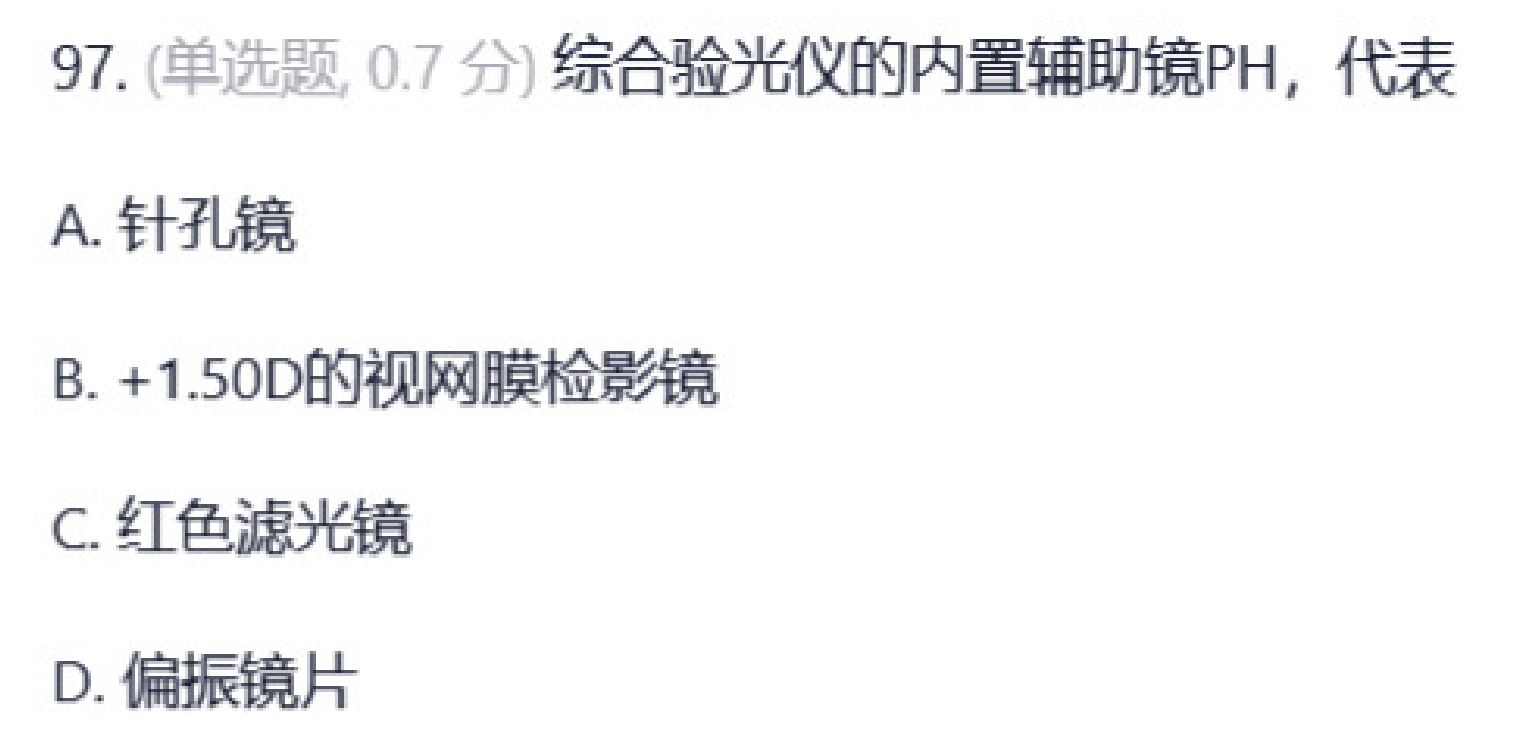 97. (单选题, 0.7 分) 综合验光仪的内置辅助镜PH，代表
A. 针孔镜
B. +1.50D的视网膜检影镜
C. 红色滤光镜
D. 偏振镜片